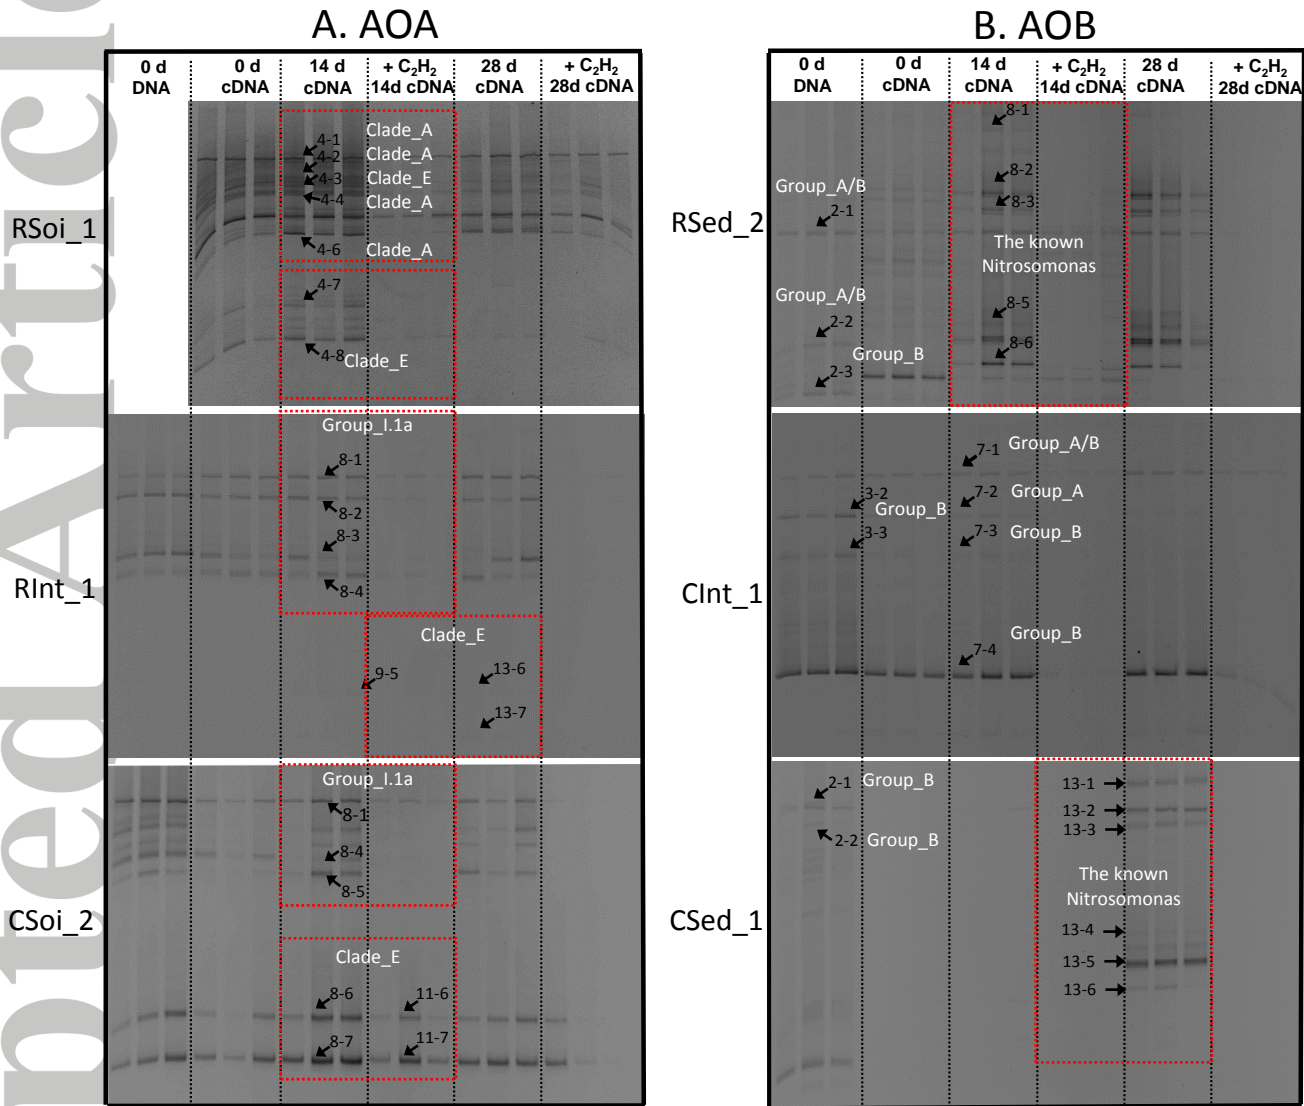 A. AOA
0 d DNA
0 d cDNA
14 d cDNA
+ C₂H₂ 14d cDNA
28 d cDNA
+ C₂H₂ 28d cDNA
RSoi_1
4-1
Clade_A
4-2
Clade_A
4-3
Clade_E
4-4
Clade_A
4-6
Clade_A
4-7
4-8
Clade_E
RInt_1
Group_I.1a
8-1
8-2
8-3
8-4
Clade_E
9-5
13-6
13-7
CSoi_2
Group_I.1a
8-1
8-4
8-5
Clade_E
8-6
11-6
8-7
11-7
B. AOB
0 d DNA
0 d cDNA
14 d cDNA
+ C₂H₂ 14d cDNA
28 d cDNA
+ C₂H₂ 28d cDNA
RSed_2
8-1
8-2
Group_A/B
8-3
2-1
The known
Nitrosomonas
Group_A/B
8-5
2-2
8-6
Group_B
2-3
CInt_1
7-1
Group_A/B
3-2
7-2
Group_A
Group_B
3-3
7-3
Group_B
Group_B
7-4
CSed_1
2-1
Group_B
13-1
13-2
13-3
2-2
Group_B
The known
Nitrosomonas
13-4
13-5
13-6
pted Articl